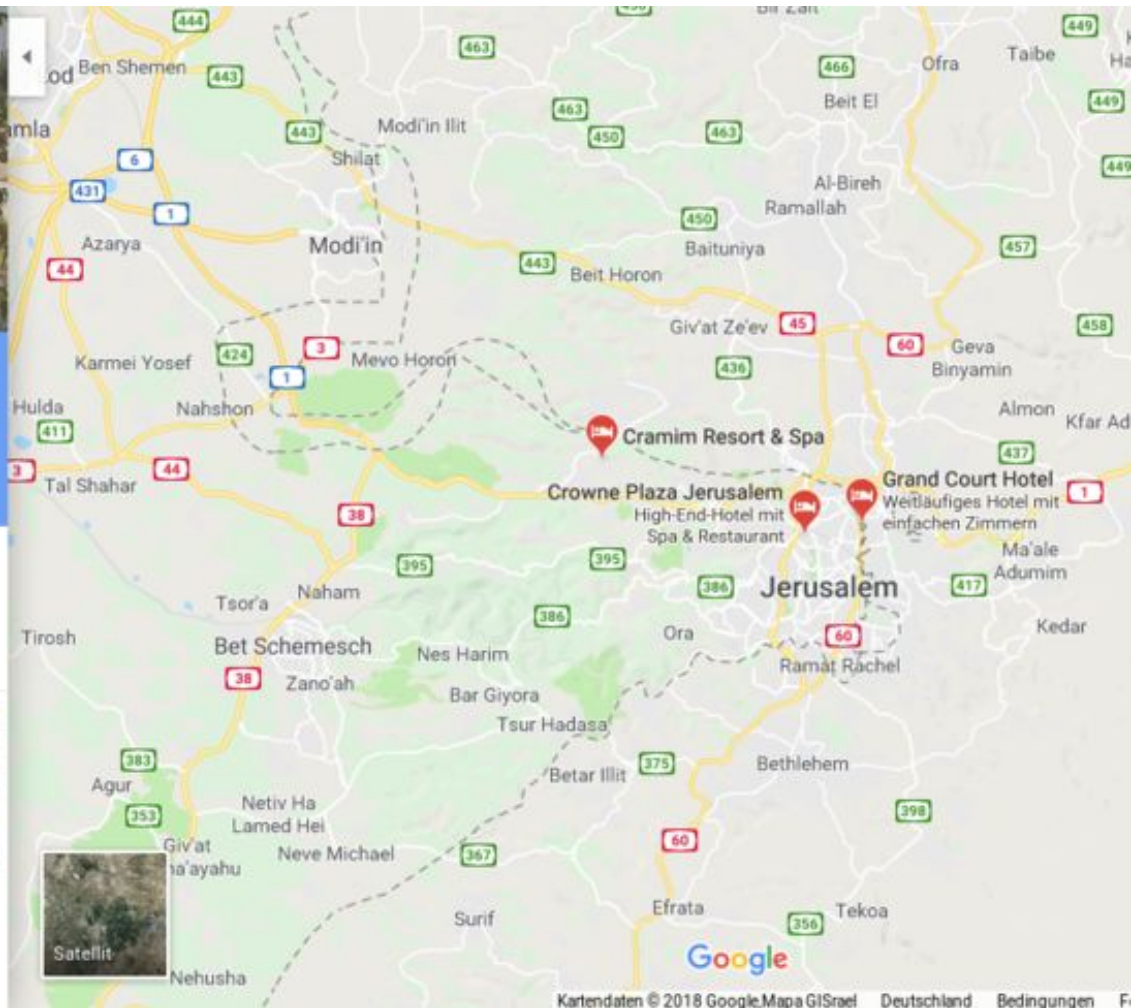 444
450
Bir Zait
463
449
Taibe
Ofra
Ben Shemen
443
466
Beit El
449
463
443
Modi'in Ilit
450
463
Shilat
6
449
431
1
Al-Bireh
Ramallah
450
Azarya
Modi'in
Baituniya
457
44
443
Beit Horon
Giv'at Ze'ev
45
458
3
60
424
Mevo Horon
Geva
Binyamin
Karmei Yosef
1
436
Hulda
Nahshon
Almon
411
Cramim Resort & Spa
437
3
44
Tal Shahar
Crowne Plaza Jerusalem
High-End-Hotel mit
Spa & Restaurant
Grand Court Hotel
Weitläufiges Hotel mit
einfachen Zimmern
1
38
Ma'ale
Adumim
395
395
386
417
Jerusalem
Naham
Tsor'a
386
Ora
60
Kedar
Tirosh
Bet Schemesch
Nes Harim
Ramat Rachel
38
Zano'ah
Bar Giyora
Tsur Hadasa
383
Betar Illit
375
Bethlehem
Agur
353
Netiv Ha
Lamed Hei
398
Giv'at
Neve Michael
367
60
Efrata
Tekoa
Surif
356
Satellit
Google
Nehusha
Kartendaten © 2018 Google,Mapa GISrael Deutschland Bedingungen